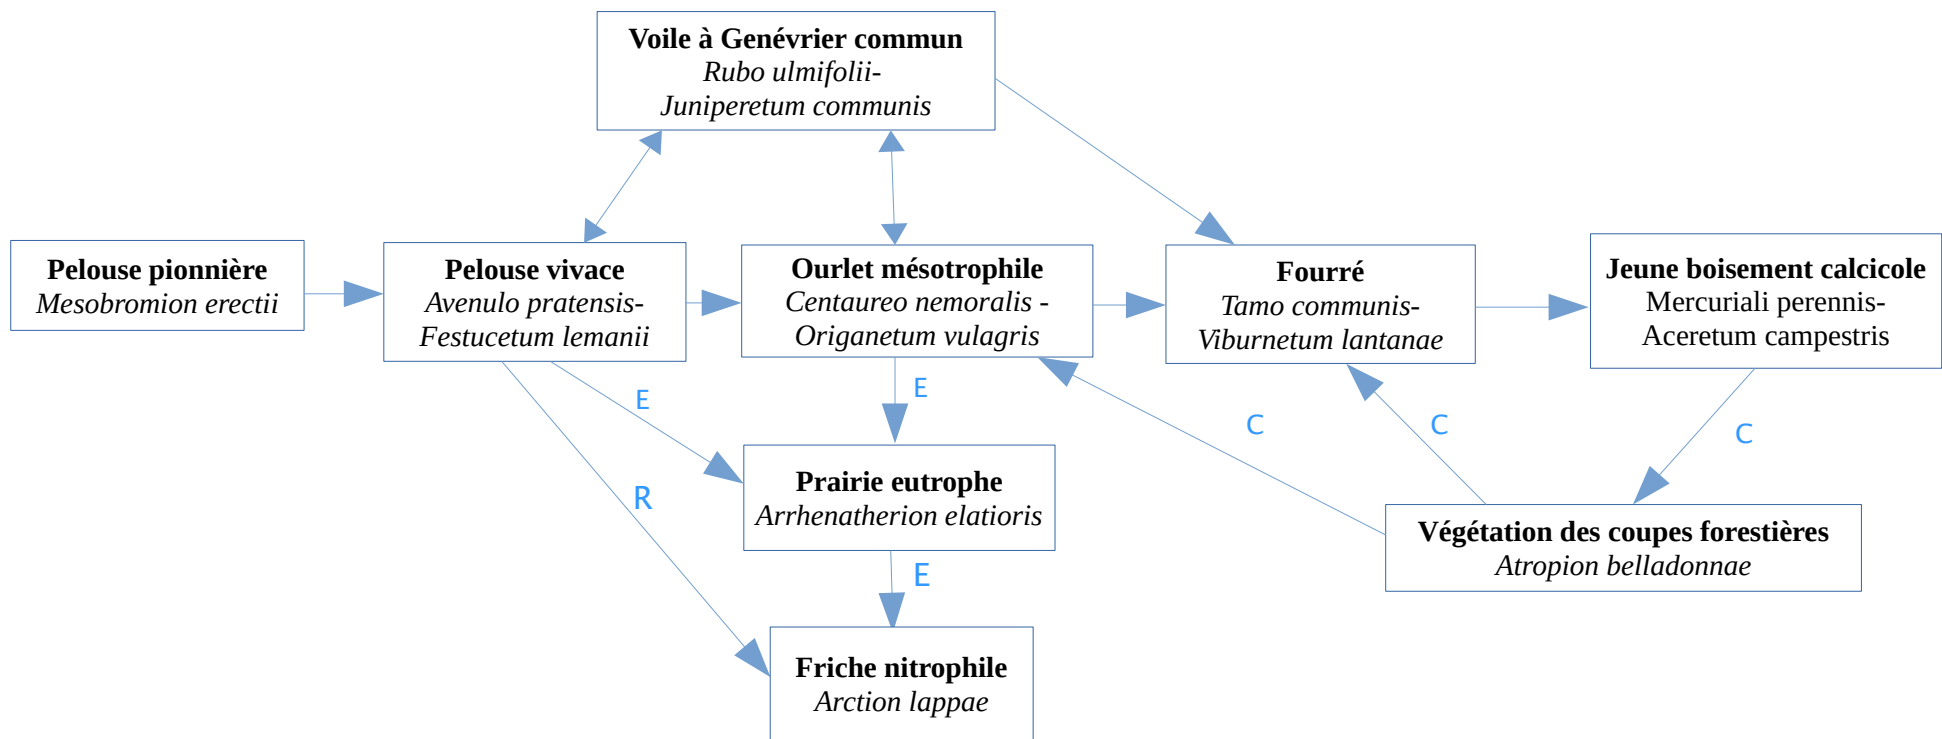 Voile à Genévrier commun
Rubo ulmifolii-
Juniperetum communis
Pelouse pionnière
Mesobromion erectii
Pelouse vivace
Avenulo pratensis-
Festucetum lemanii
Ourlet mésotrophile
Centaureo nemoralis -
Origanetum vulagris
Fourré
Tamo communis-
Viburnetum lantanae
Jeune boisement calcicole
Mercuriali perennis-
Aceretum campestris
E
E
C
C
C
R
Prairie eutrophe
Arrhenatherion elatioris
Végétation des coupes forestières
Atropion belladonnae
E
Friche nitrophile
Arction lappae